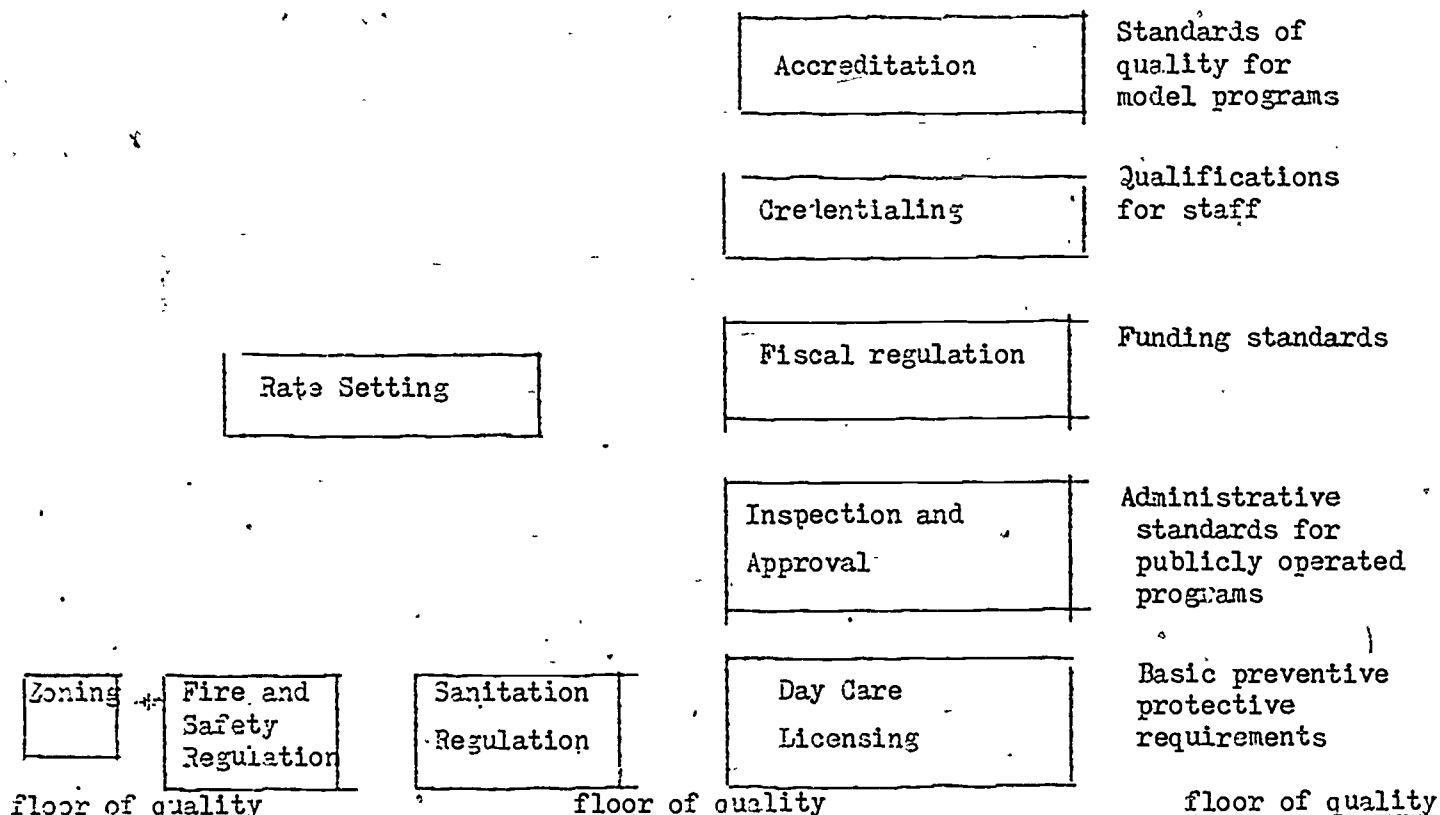 Accreditation
Standards of
quality for
model programs
Credentialing
Qualifications
for staff
Rate Setting
Fiscal regulation
Funding standards
Inspection and
Approval
Administrative
standards for
publicly operated
programs
Zoning
Fire and
Safety
Regulation
Sanitation
Regulation
Day Care
Licensing
Basic preventive
protective
requirements
floor of quality
floor of quality
floor of quality